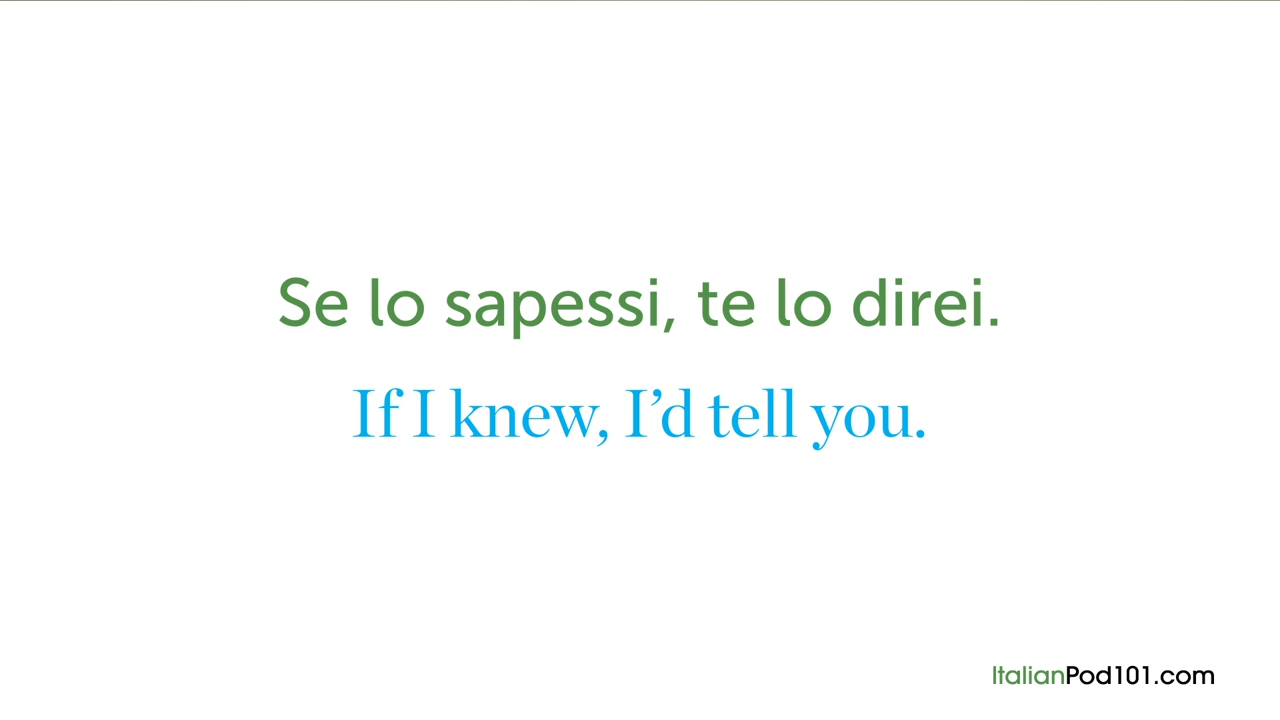 Se lo sapessi, te lo direi.
If I knew, I’d tell you.
ItalianPod101.com